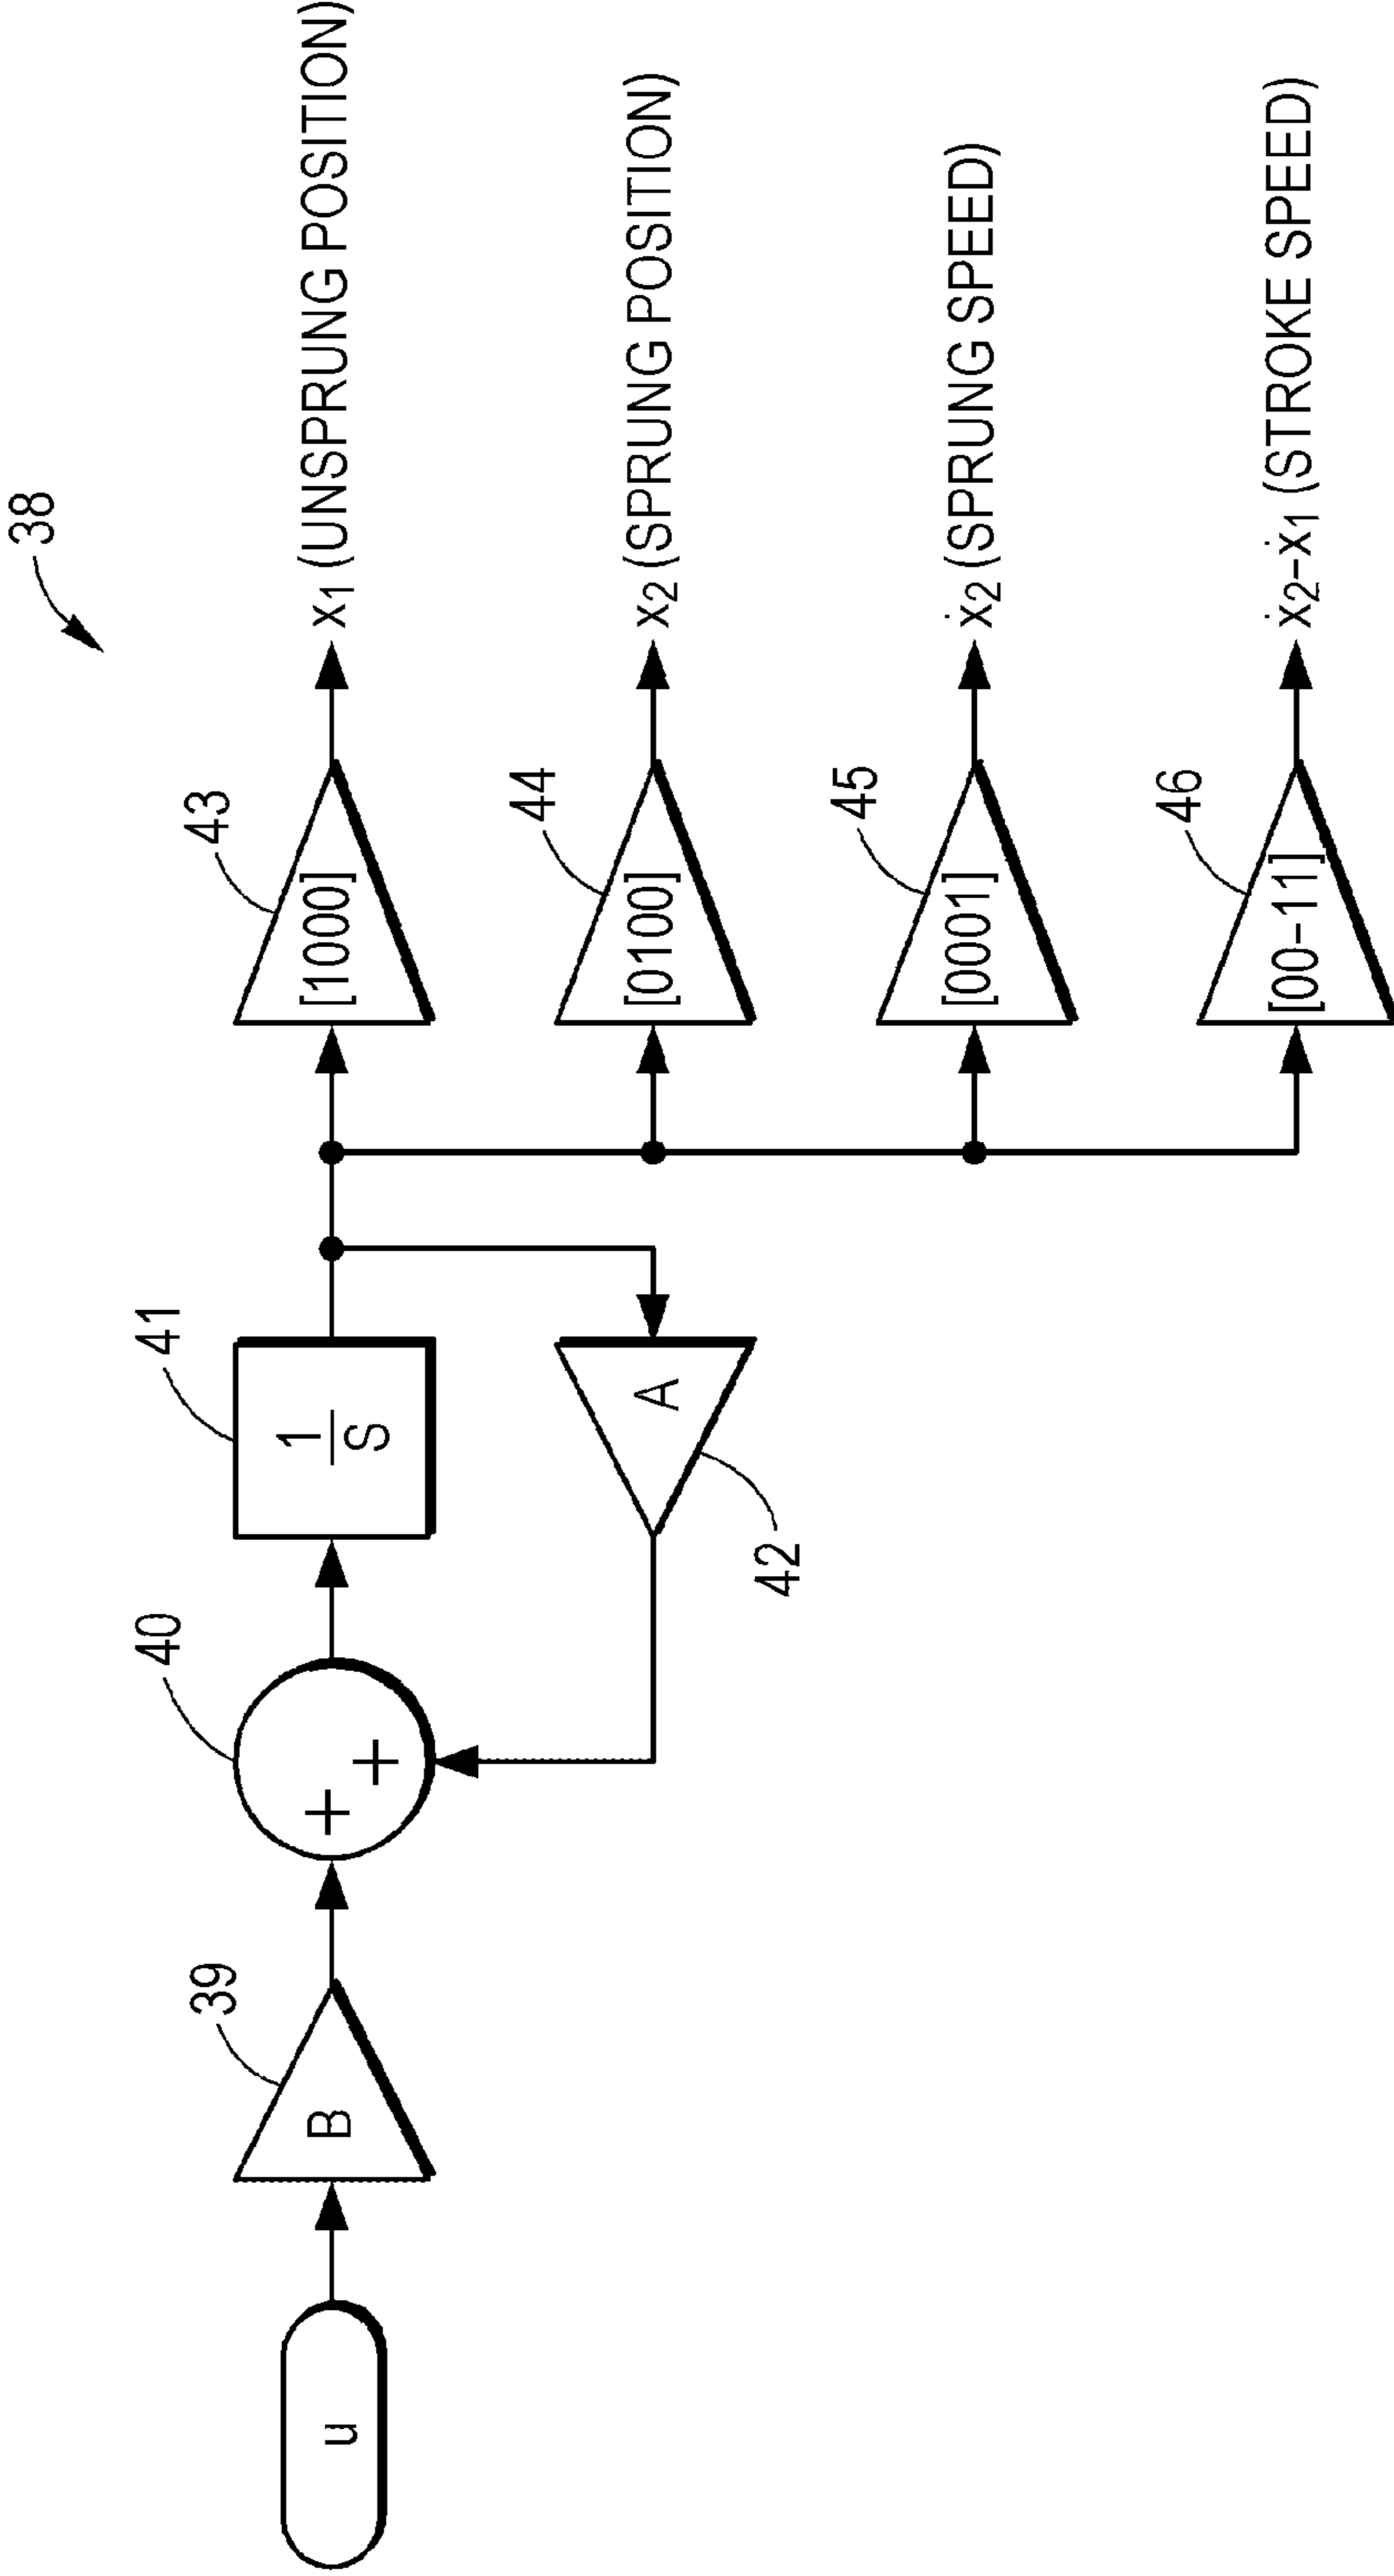 38
43
[1000]
x₁ (UNSPRUNG POSITION)
44
[0100]
x₂ (SPRUNG POSITION)
45
[0001]
ẋ₂ (SPRUNG SPEED)
46
[00-11]
ẋ₂-ẋ₁ (STROKE SPEED)
u
39
B
40
+
+
41
1
S
42
A